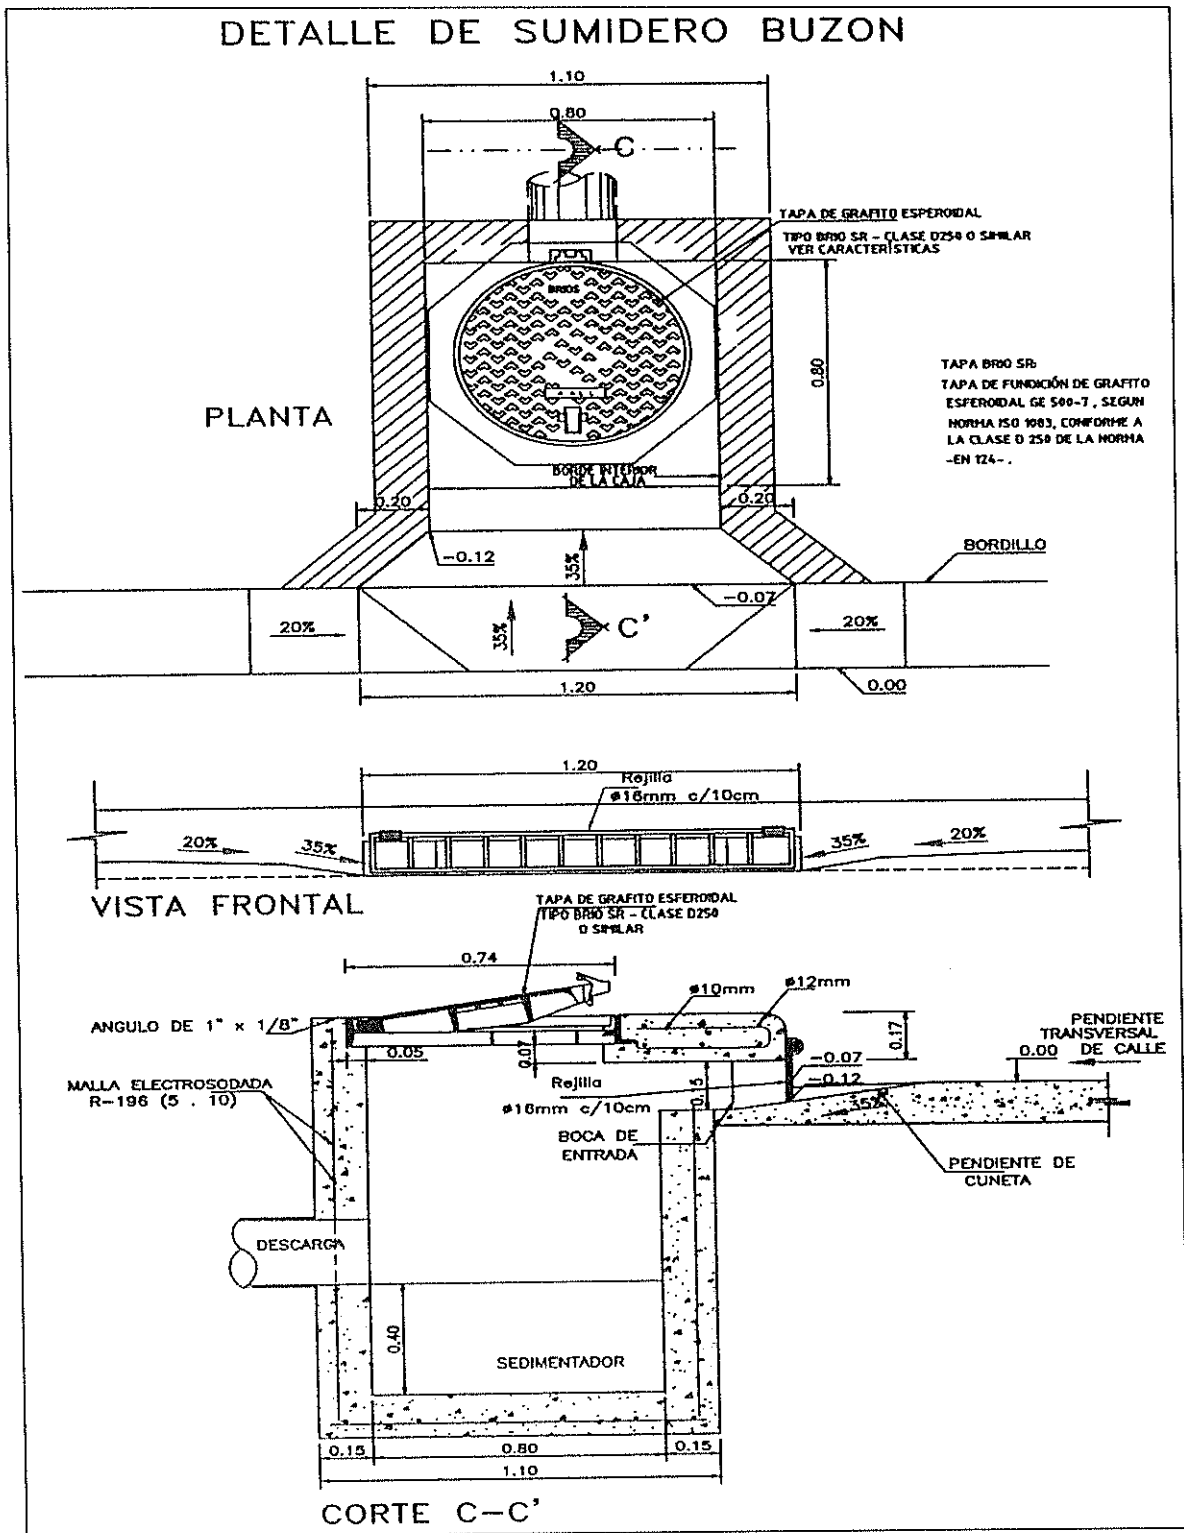 DETALLE DE SUMIDERO BUZON
1.10
0.80
C
TAPA DE GRAFITO ESPEROIDAL
TIPO BRIO SR - CLASE D250 O SIMILAR
VER CARACTERÍSTICAS
BRIOS
0.80
TAPA BRIO SR:
TAPA DE FUNDICIÓN DE GRAFITO
ESFEROIDAL GE 500-7, SEGUN
NORMA ISO 1083, CONFORME A
LA CLASE D 250 DE LA NORMA
-EN 124-.
PLANTA
BORDE INTERIOR
DE LA CAJA
0.20
0.20
-0.12
35%
BORDILLO
-0.07
20%
35%
C'
20%
1.20
0.00
1.20
Rejilla
ø16mm c/10cm
20%
35%
35%
20%
VISTA FRONTAL
TAPA DE GRAFITO ESFEROIDAL
TIPO BRIO SR - CLASE D250
O SIMILAR
0.74
ø10mm
ø12mm
ANGULO DE 1" x 1/8"
0.17
PENDIENTE
TRANSVERSAL
DE CALLE
0.00
0.05
0.07
-0.07
MALLA ELECTROSODADA
R-196 (5 . 10)
Rejilla
ø16mm c/10cm
0.15
-0.12
35%
BOCA DE
ENTRADA
PENDIENTE DE
CUNETA
DESCARGA
0.40
SEDIMENTADOR
0.15
0.80
0.15
1.10
CORTE C-C'